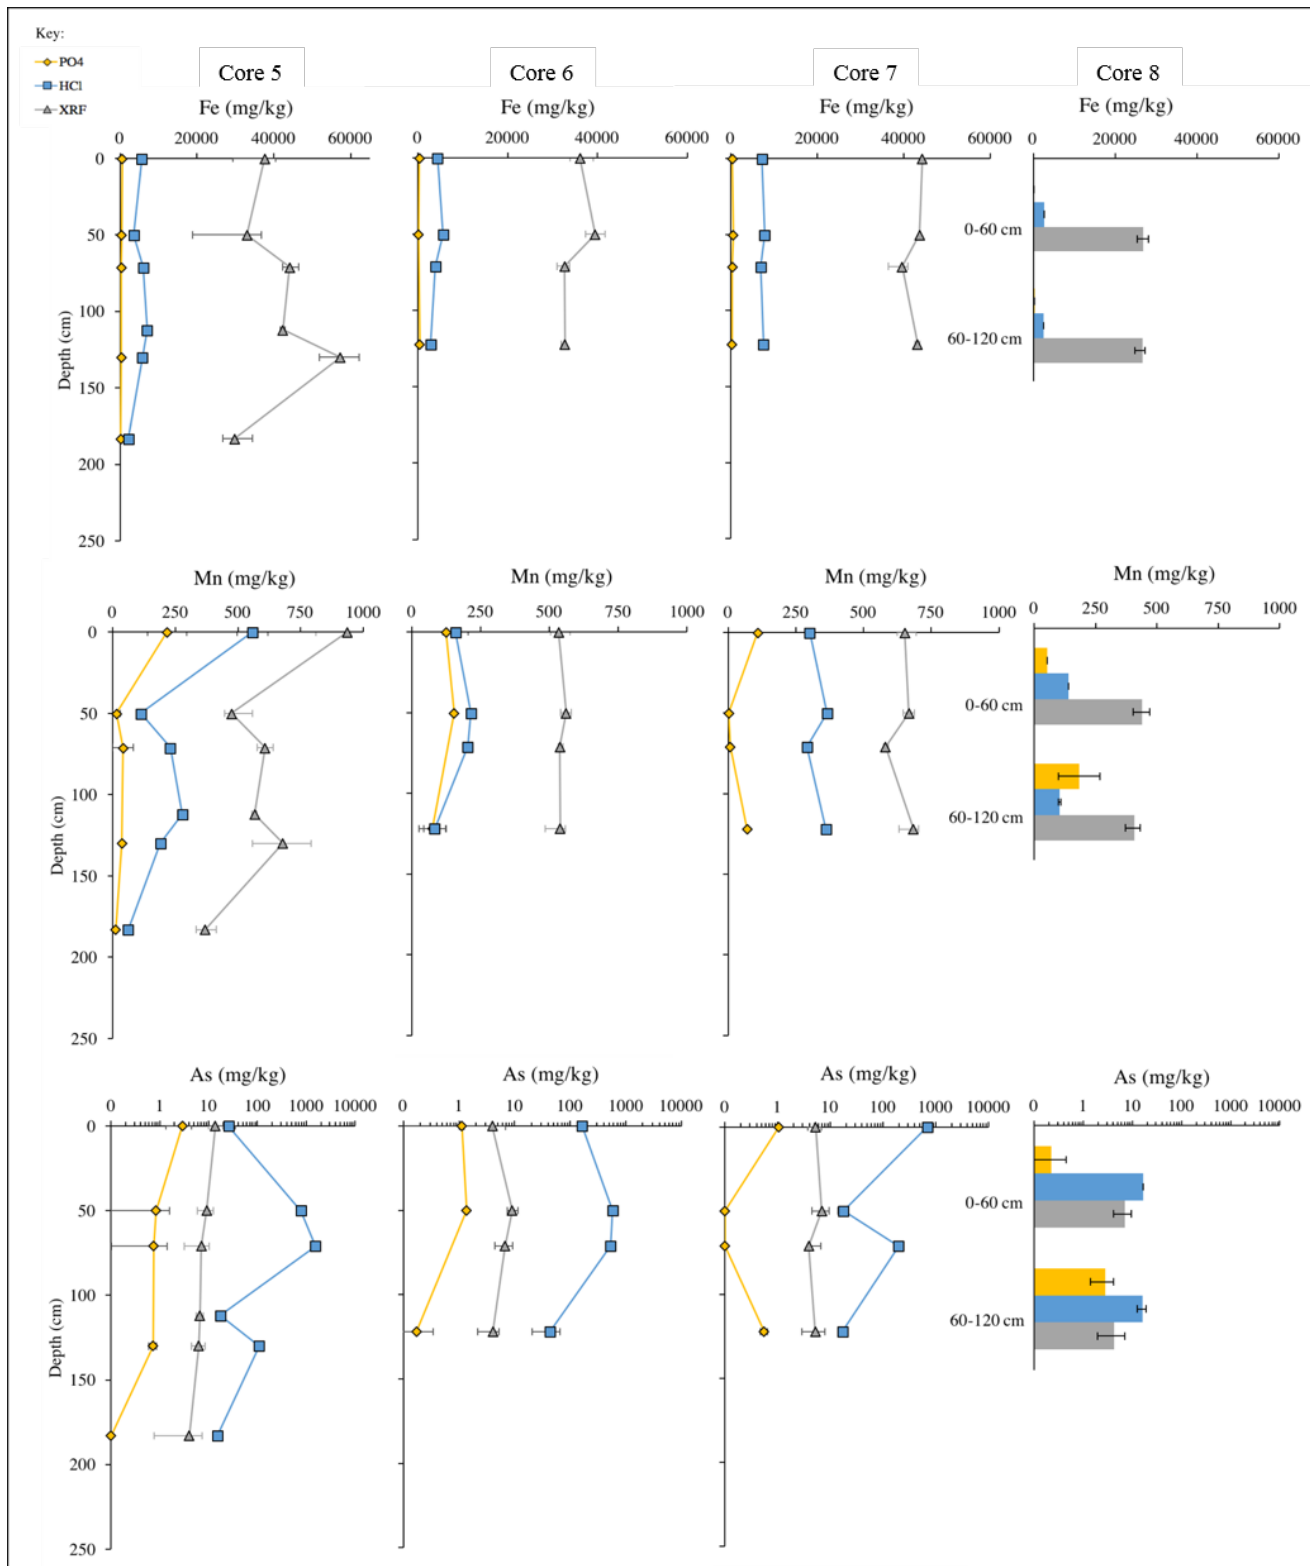 Key:
PO4
HCl
XRF
Core 5
Core 6
Core 7
Core 8
Fe (mg/kg)
Fe (mg/kg)
Fe (mg/kg)
Fe (mg/kg)
0 20000 40000 60000
0 20000 40000 60000
0 20000 40000 60000
0 20000 40000 60000
0
50
100
150
200
250
Depth (cm)
0-60 cm
60-120 cm
Mn (mg/kg)
Mn (mg/kg)
Mn (mg/kg)
Mn (mg/kg)
0 250 500 750 1000
0 250 500 750 1000
0 250 500 750 1000
0 250 500 750 1000
0
50
100
150
200
250
Depth (cm)
0-60 cm
60-120 cm
As (mg/kg)
As (mg/kg)
As (mg/kg)
As (mg/kg)
0 1 10 100 1000 10000
0 1 10 100 1000 10000
0 1 10 100 1000 10000
0 1 10 100 1000 10000
0
50
100
150
200
250
Depth (cm)
0-60 cm
60-120 cm